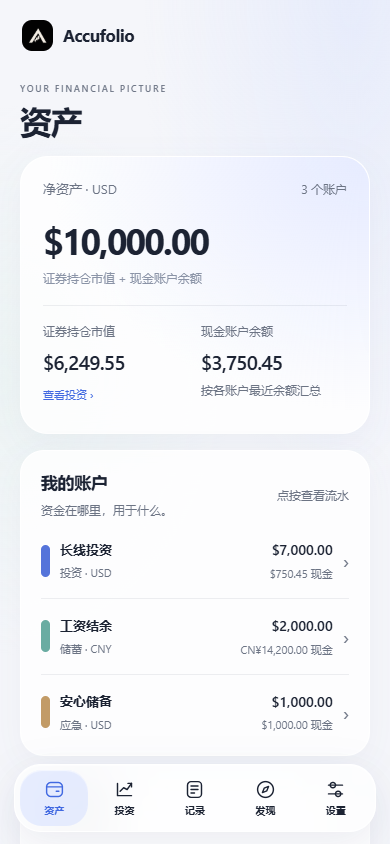 Accufolio
YOUR FINANCIAL PICTURE
资产
净资产 · USD
3 个账户
$10,000.00
证券持仓市值 + 现金账户余额
证券持仓市值
现金账户余额
$6,249.55
$3,750.45
查看投资 ›
按各账户最近余额汇总
我的账户
点按查看流水
资金在哪里，用于什么。
长线投资
$7,000.00
投资 · USD
$750.45 现金
工资结余
$2,000.00
储蓄 · CNY
CN¥14,200.00 现金
安心储备
$1,000.00
应急 · USD
$1,000.00 现金
资产
投资
记录
发现
设置